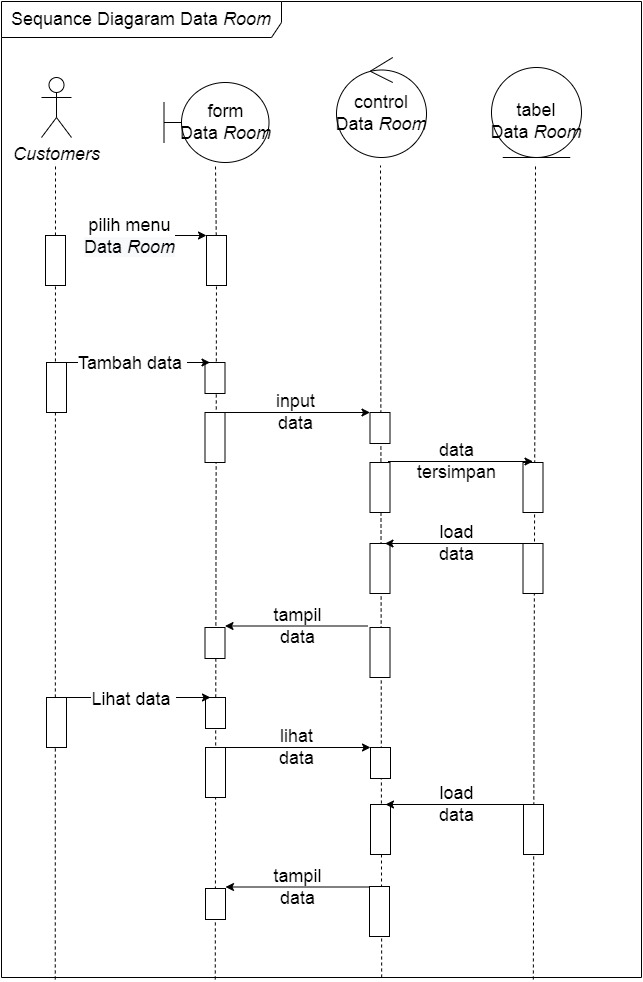 Sequance Diagaram Data Room
Customers
form
Data Room
control
Data Room
tabel
Data Room
pilih menu
Data Room
Tambah data
input
data
data
tersimpan
load
data
tampil
data
Lihat data
lihat
data
load
data
tampil
data